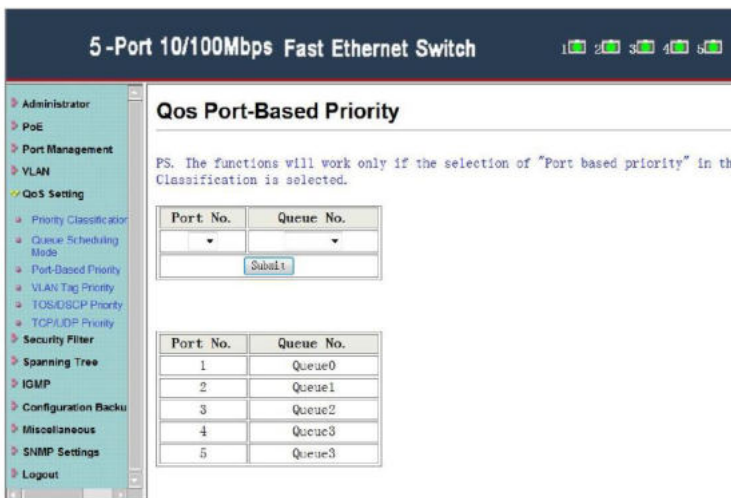 5-Port 10/100Mbps Fast Ethernet Switch
1 2 3 4 5
Administrator
PoE
Port Management
VLAN
QoS Setting
Priority Classification
Queue Scheduling
Mode
Port-Based Priority
VLAN Tag Priority
TOS/DSCP Priority
TCP/UDP Priority
Security Filter
Spanning Tree
IGMP
Configuration Backu
Miscellaneous
SNMP Settings
Logout
Qos Port-Based Priority
PS. The functions will work only if the selection of "Port based priority" in th
Classification is selected.
Port No. Queue No.
Submit
Port No. Queue No.
1 Queue0
2 Queue1
3 Queue2
4 Queue3
5 Queue3